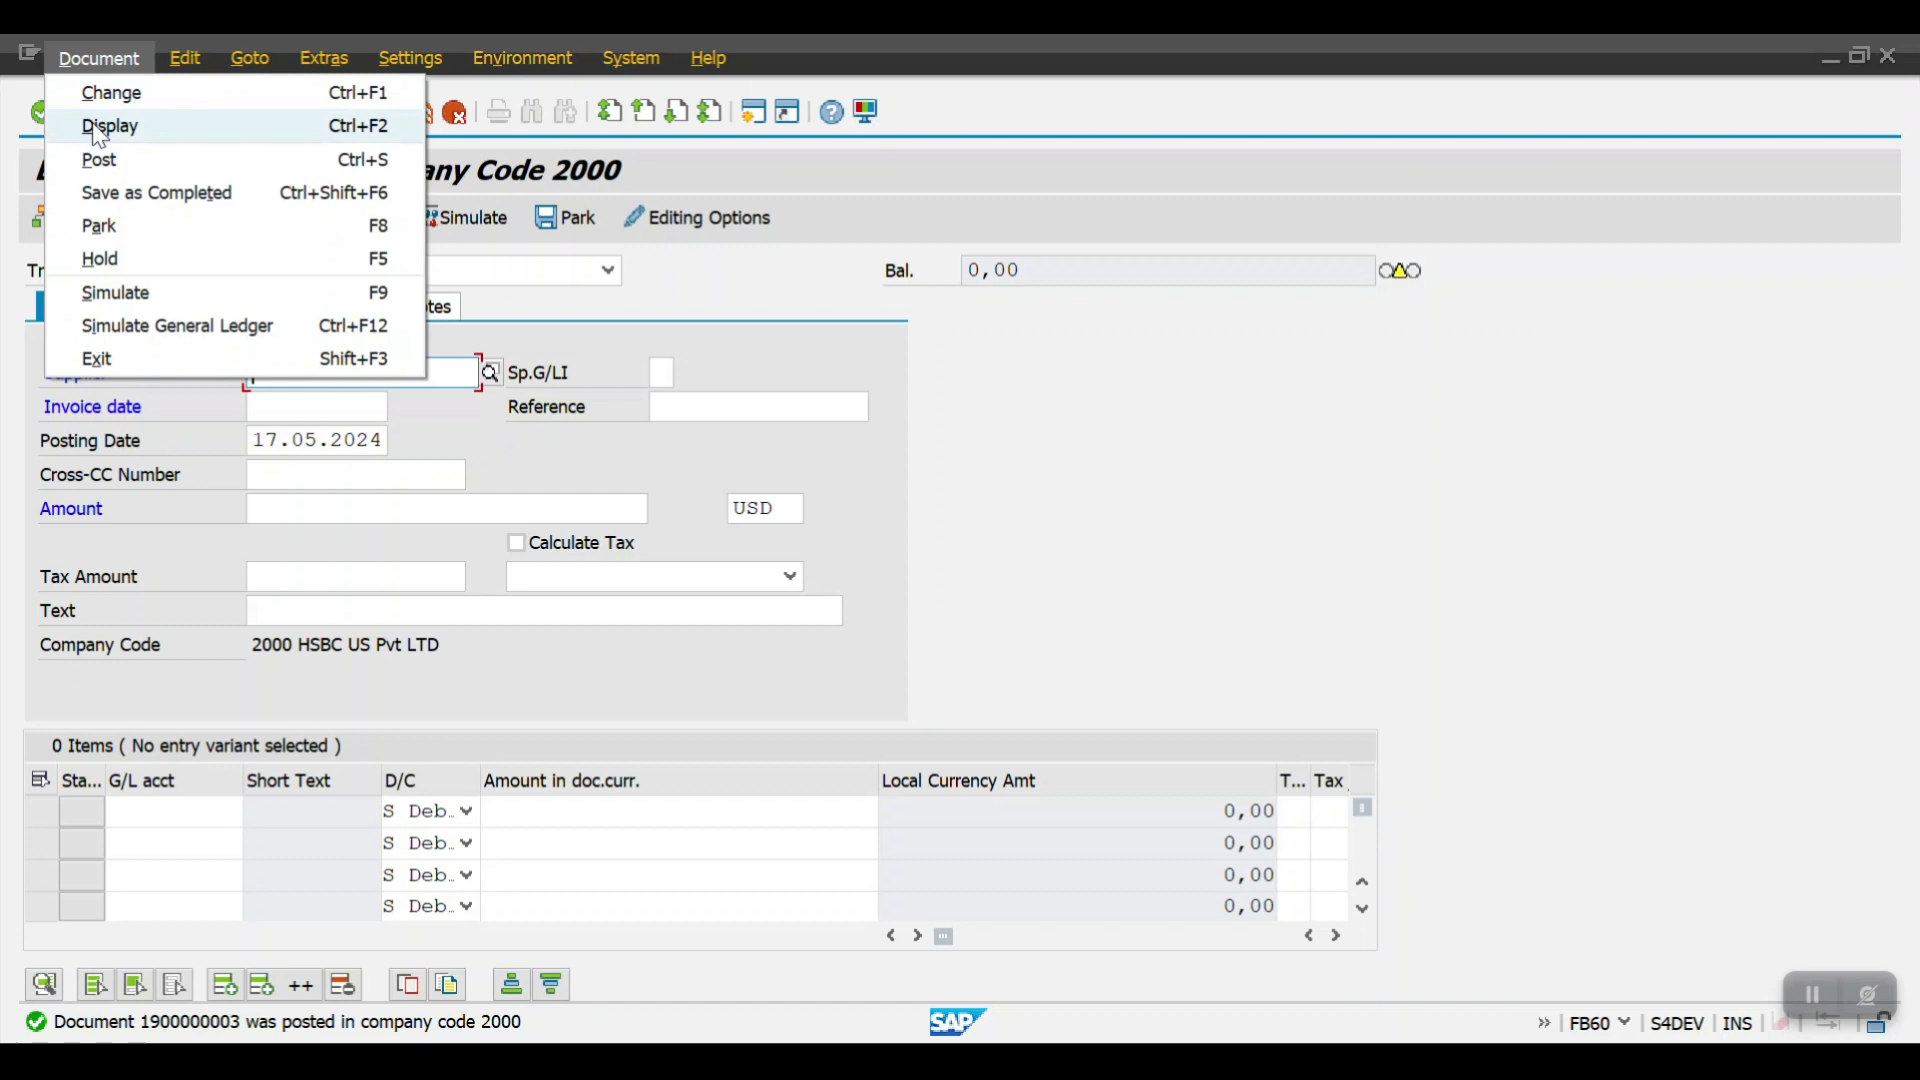 Document Edit Goto Extras Settings Environment System Help
Change Ctrl+F1
Display Ctrl+F2
Post Ctrl+S
Save as Completed Ctrl+Shift+F6
Park F8
Hold F5
Simulate F9
Simulate General Ledger Ctrl+F12
Exit Shift+F3
any Code 2000
Simulate Park Editing Options
Tr Bal. 0,00
tes
Sp.G/LI
Invoice date Reference
Posting Date 17.05.2024
Cross-CC Number
Amount USD
Calculate Tax
Tax Amount
Text
Company Code 2000 HSBC US Pvt LTD
0 Items ( No entry variant selected )
Sta... G/L acct Short Text D/C Amount in doc.curr. Local Currency Amt T... Tax
S Deb… 0,00
S Deb… 0,00
S Deb… 0,00
S Deb… 0,00
Document 1900000003 was posted in company code 2000 SAP FB60 S4DEV INS